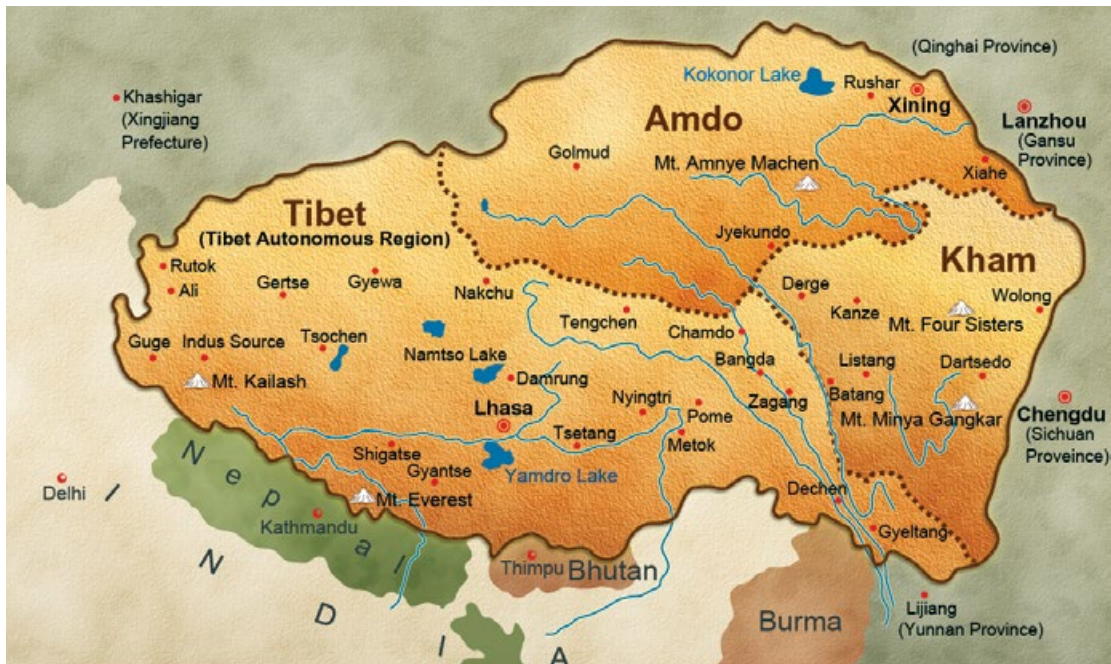 (Qinghai Province)
Kokonor Lake
Rushar
Xining
Khashigar
(Xingjiang
Prefecture)
Lanzhou
(Gansu
Province)
Amdo
Golmud
Mt. Amnye Machen
Xiahe
Tibet
(Tibet Autonomous Region)
Jyekundo
Kham
Rutok
Ali
Gertse
Gyewa
Nakchu
Derge
Kanze
Wolong
Tengchen
Chamdo
Mt. Four Sisters
Guge
Indus Source
Tsochen
Namtso Lake
Bangda
Listang
Dartsedo
Mt. Kailash
Damrung
Nyingtri
Pome
Zagang
Batang
Lhasa
Mt. Minya Gangkar
Chengdu
(Sichuan
Proveince)
Tsetang
Metok
Shigatse
Gyantse
Yamdro Lake
Mt. Everest
Dechen
Gyeltang
Delhi
Nepal
Kathmandu
Thimpu
Bhutan
Burma
INDIA
Lijiang
(Yunnan Province)